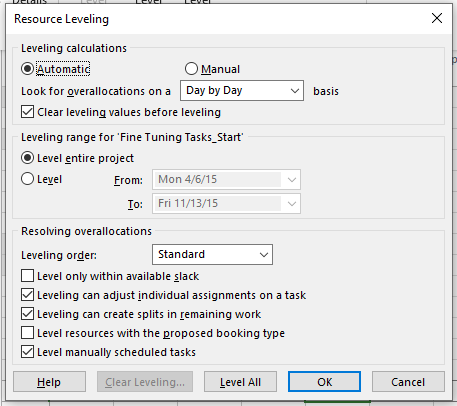 Resource Leveling
Leveling calculations
Automatic
Manual
Look for overallocations on a Day by Day basis
Clear leveling values before leveling
Leveling range for 'Fine Tuning Tasks_Start'
Level entire project
Level From: Mon 4/6/15
To: Fri 11/13/15
Resolving overallocations
Leveling order: Standard
Level only within available slack
Leveling can adjust individual assignments on a task
Leveling can create splits in remaining work
Level resources with the proposed booking type
Level manually scheduled tasks
Help
Clear Leveling...
Level All
OK
Cancel